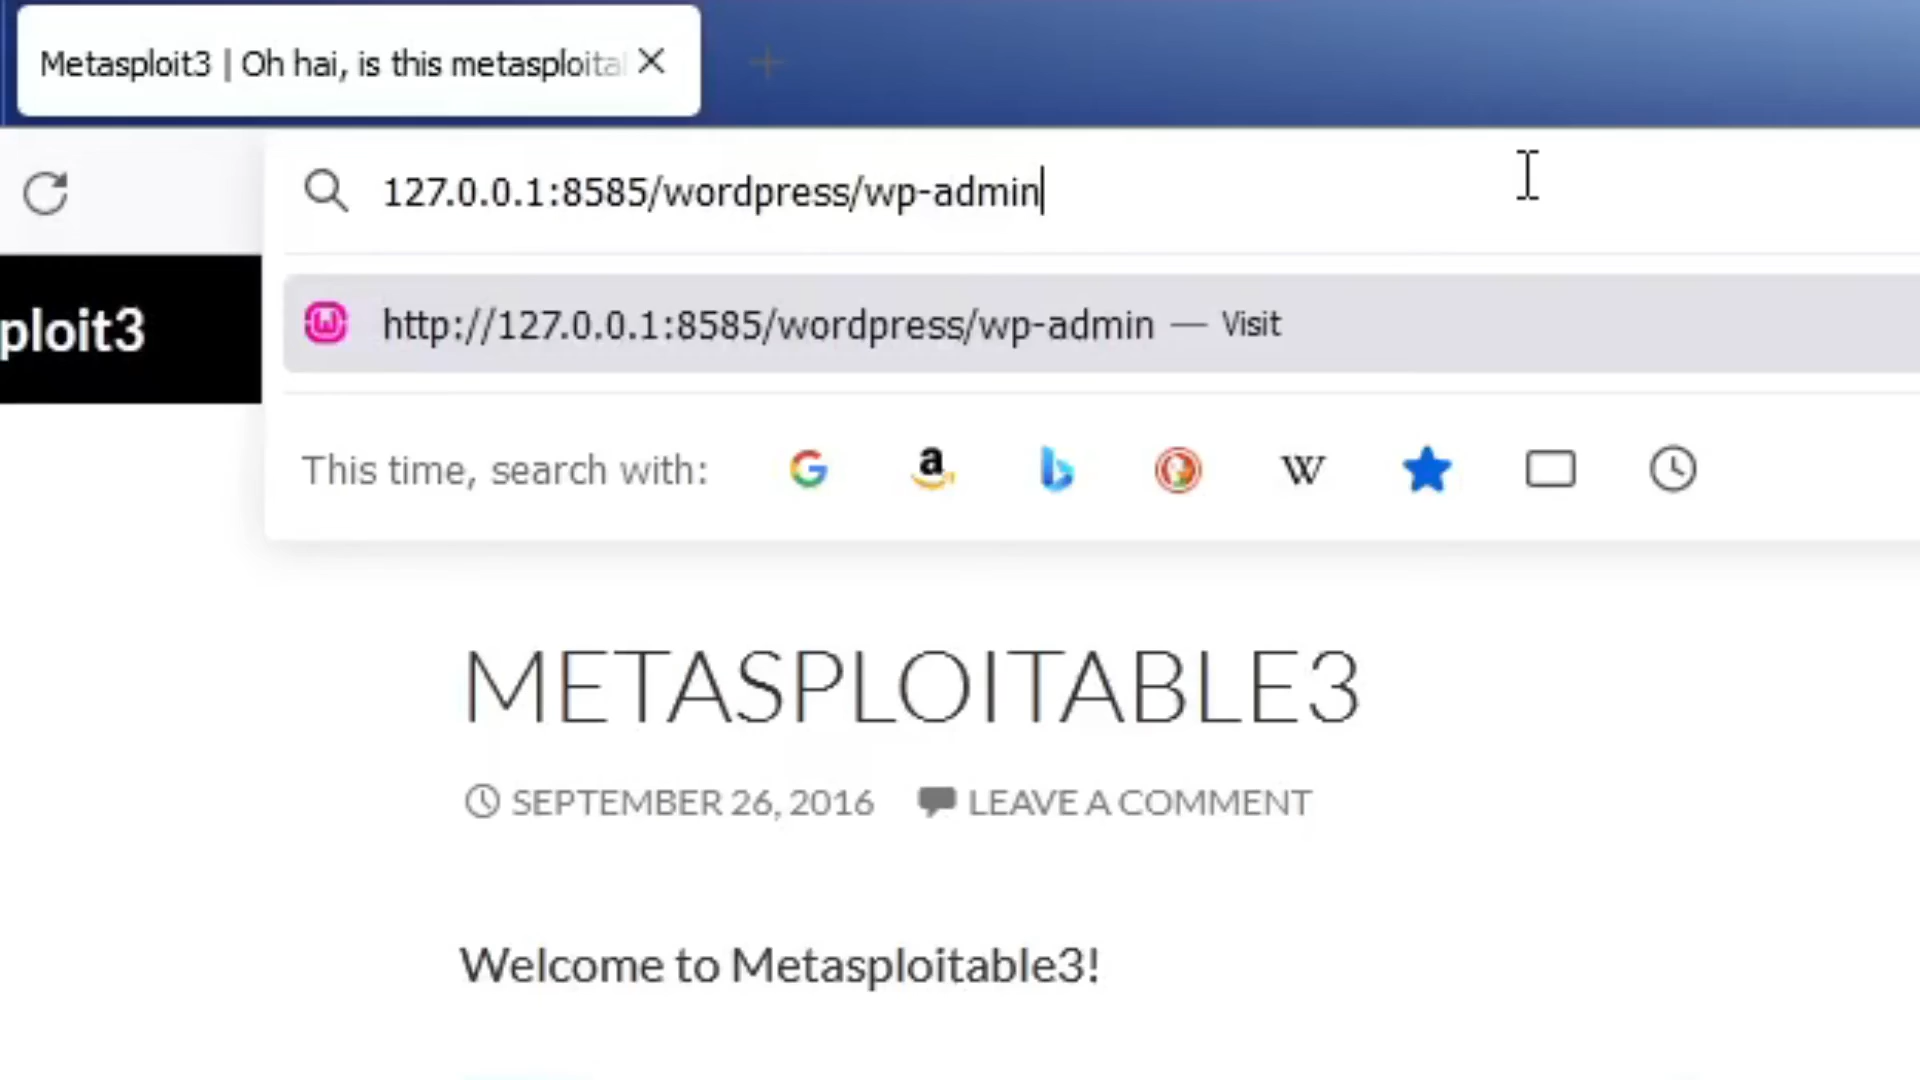 Metasploit3 | Oh hai, is this metasploita
127.0.0.1:8585/wordpress/wp-admin
ploit3
http://127.0.0.1:8585/wordpress/wp-admin — Visit
This time, search with:
METASPLOITABLE3
SEPTEMBER 26, 2016 LEAVE A COMMENT
Welcome to Metasploitable3!